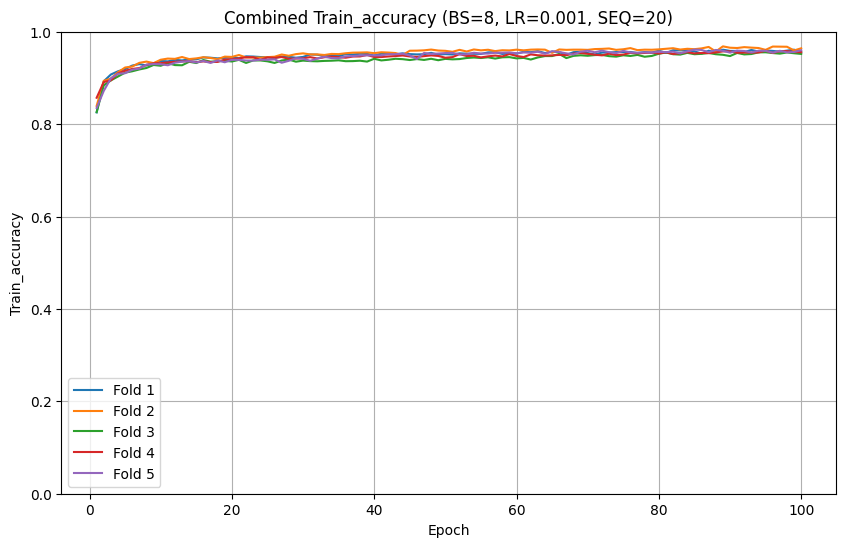 Combined Train_accuracy (BS=8, LR=0.001, SEQ=20)
Train_accuracy
1.0
0.8
0.6
0.4
0.2
0.0
Fold 1
Fold 2
Fold 3
Fold 4
Fold 5
0 20 40 60 80 100
Epoch